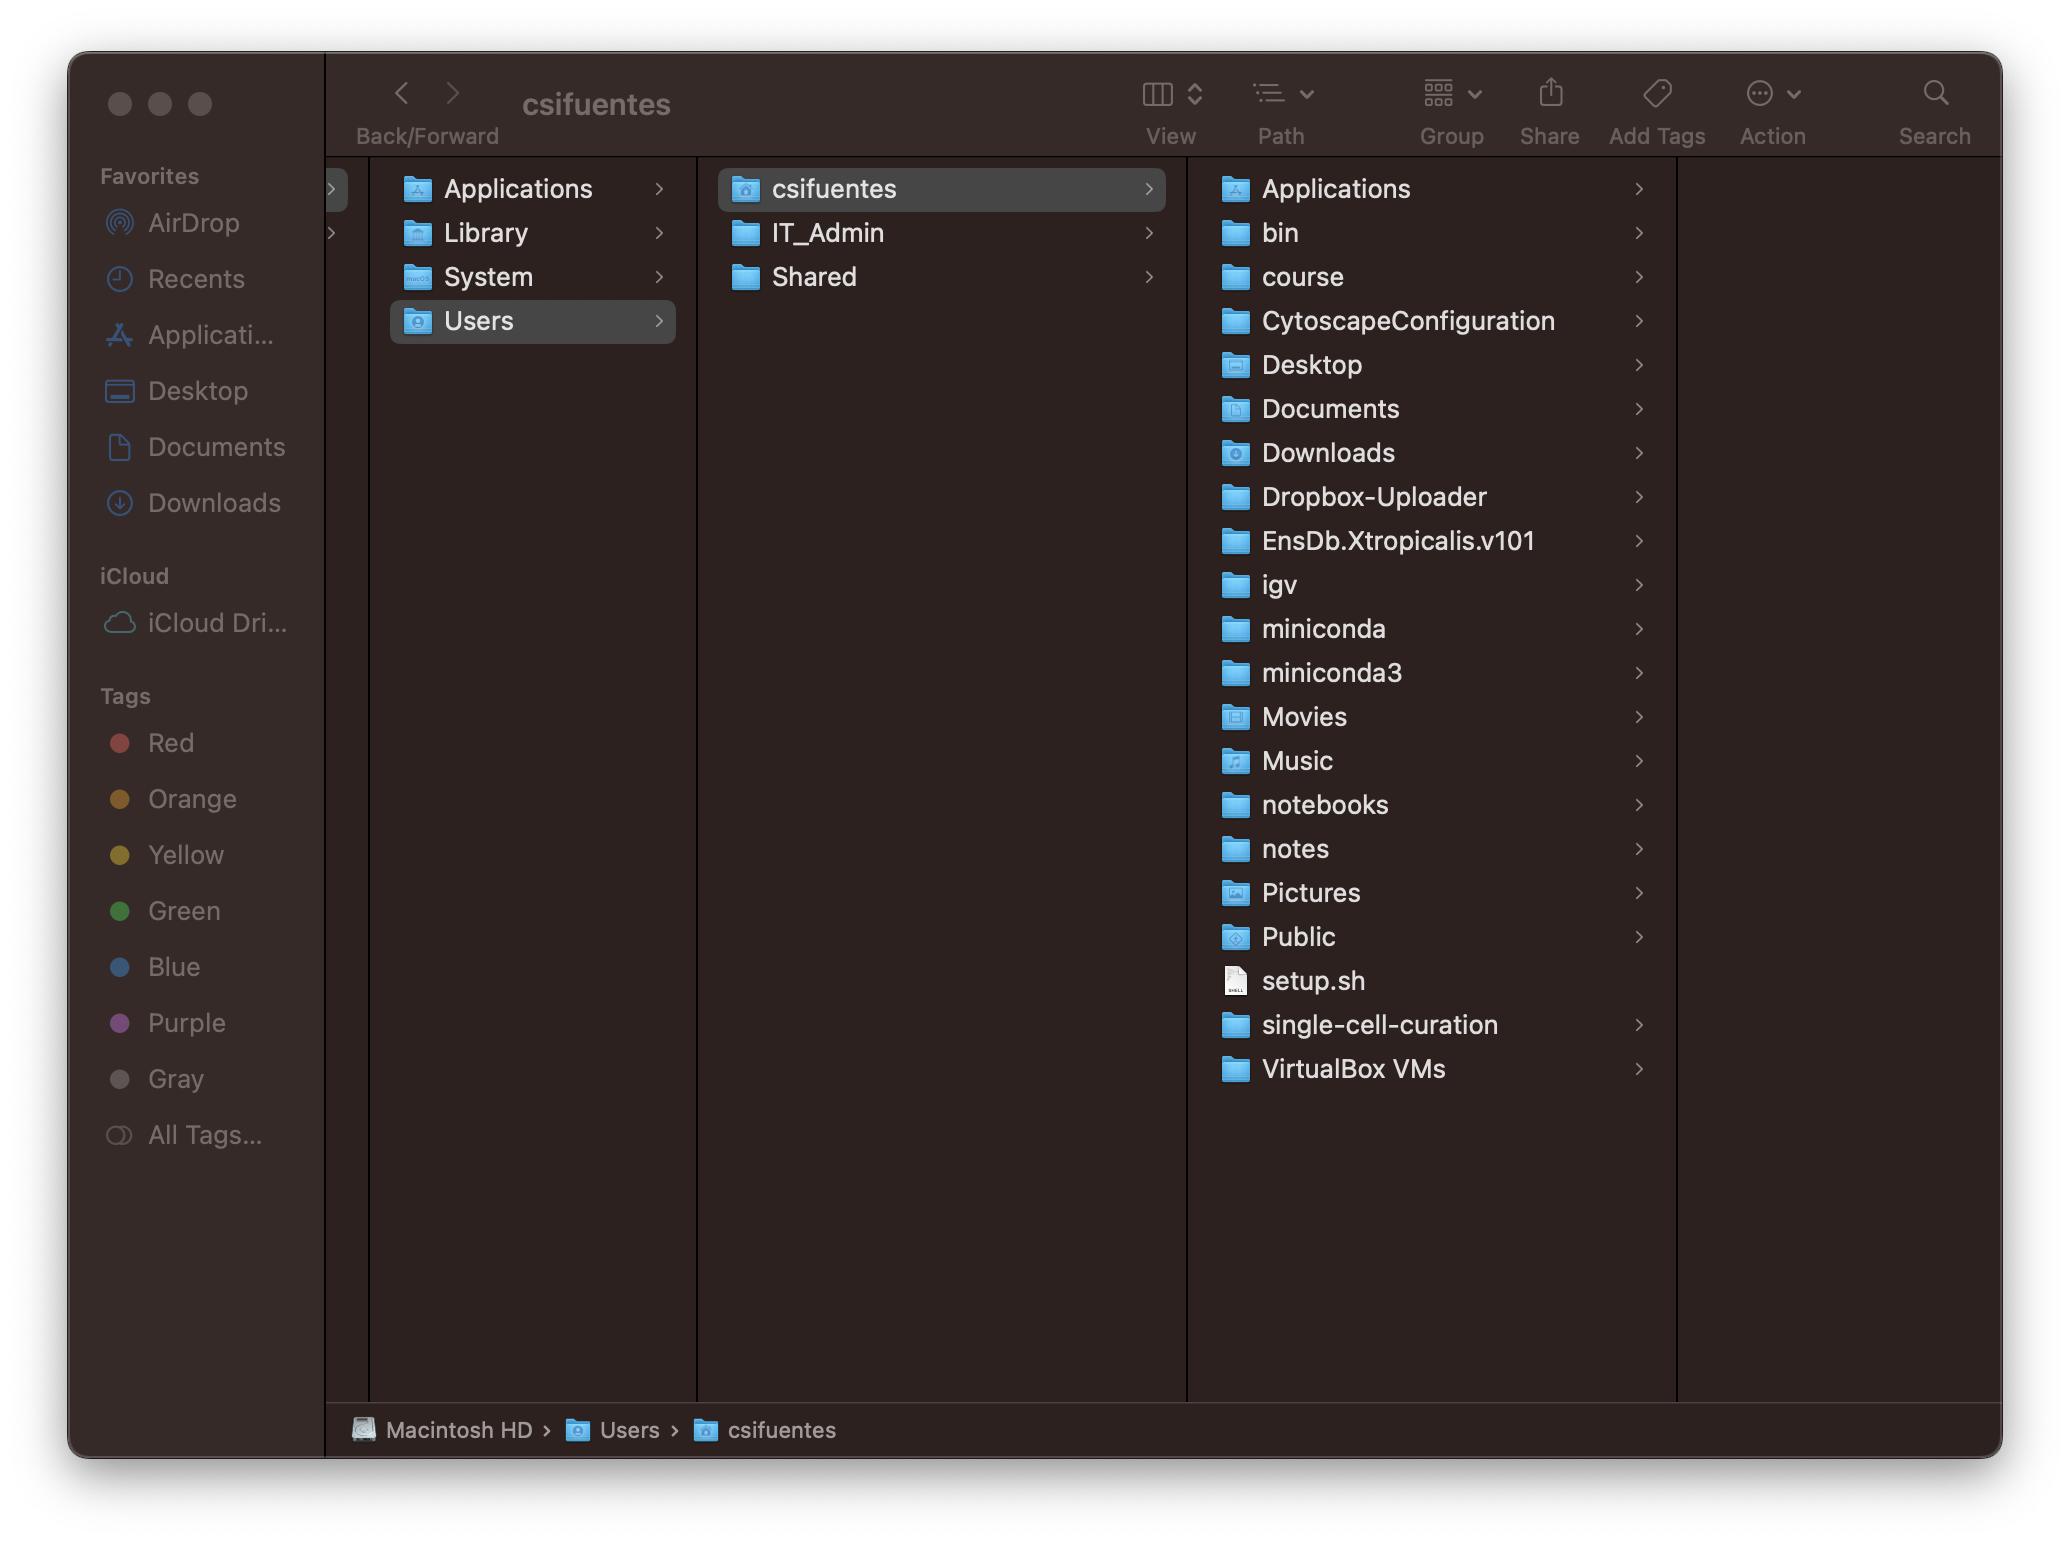 csifuentes
Back/Forward
View
Path
Group
Share
Add Tags
Action
Search
Favorites
AirDrop
Recents
Applicati...
Desktop
Documents
Downloads
iCloud
iCloud Dri...
Tags
Red
Orange
Yellow
Green
Blue
Purple
Gray
All Tags...
Applications
Library
System
Users
csifuentes
IT_Admin
Shared
Applications
bin
course
CytoscapeConfiguration
Desktop
Documents
Downloads
Dropbox-Uploader
EnsDb.Xtropicalis.v101
igv
miniconda
miniconda3
Movies
Music
notebooks
notes
Pictures
Public
setup.sh
single-cell-curation
VirtualBox VMs
Macintosh HD › Users › csifuentes